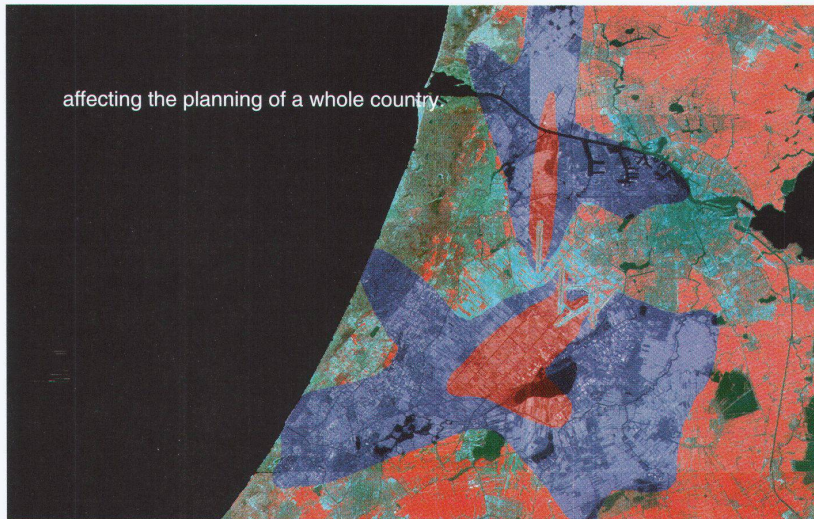 affecting the planning of a whole country.